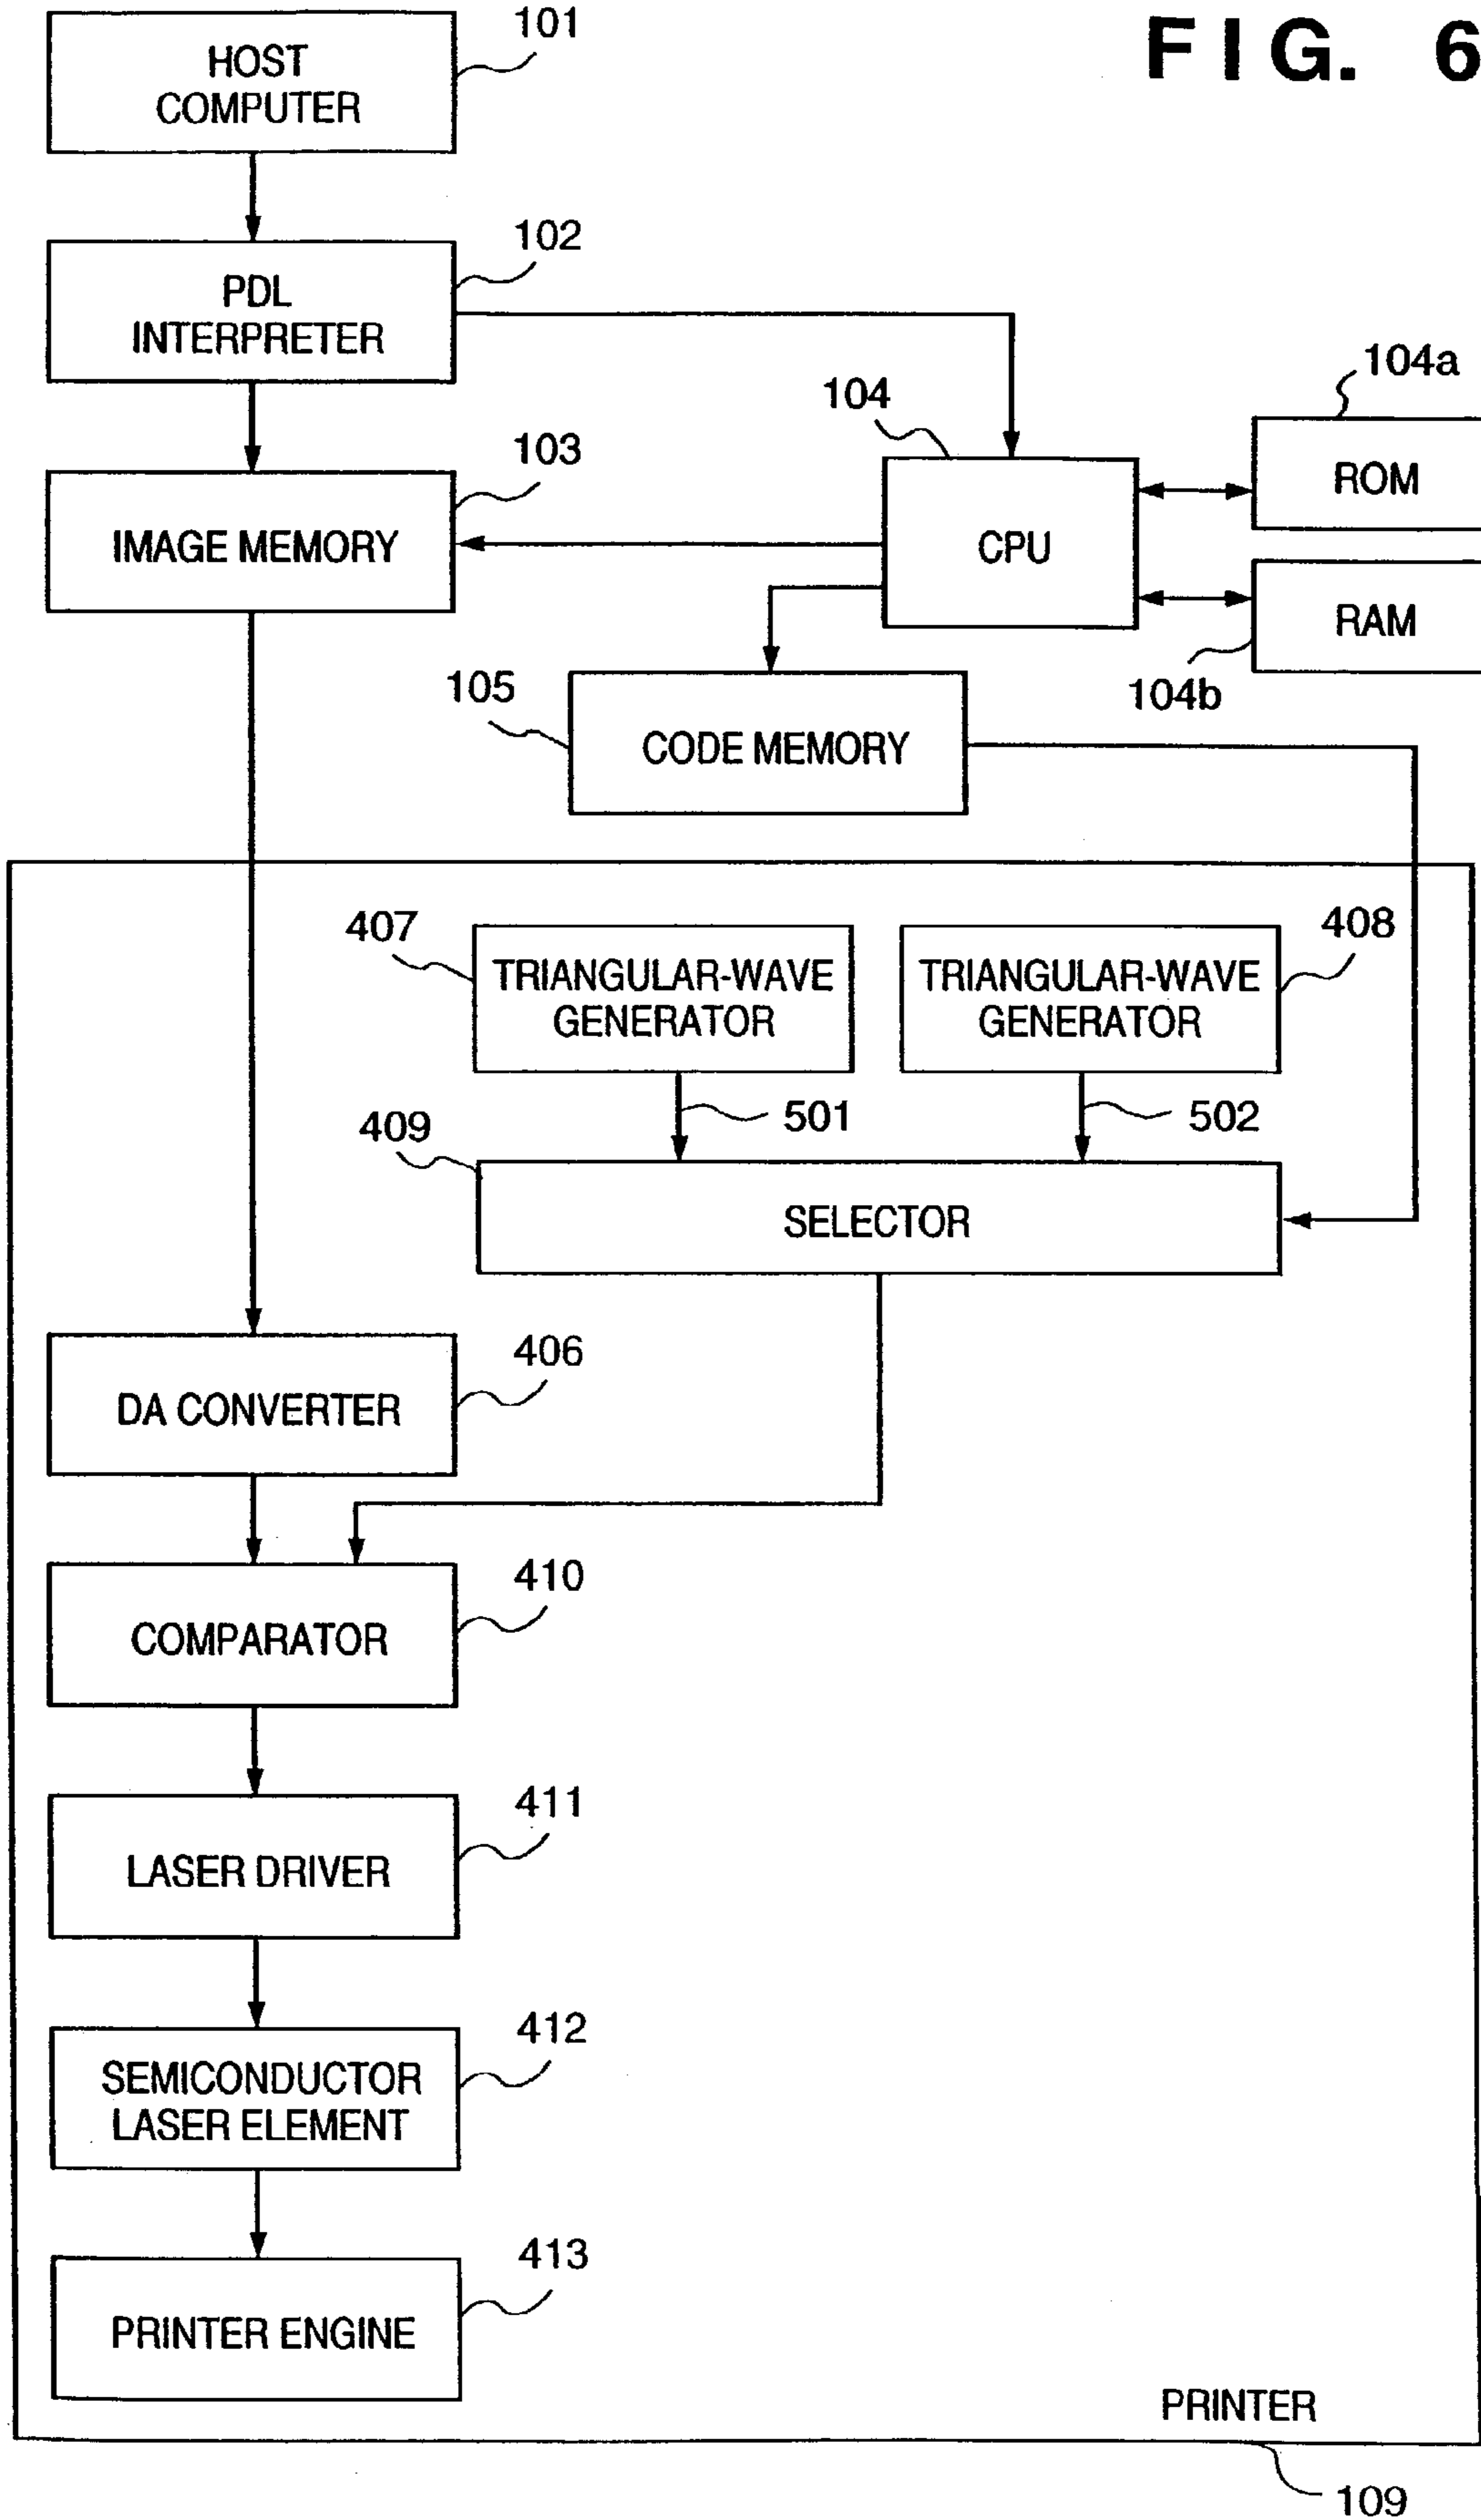 FIG. 6
101
HOST
COMPUTER
102
PDL
INTERPRETER
104a
104
ROM
103
IMAGE MEMORY
CPU
RAM
104b
105
CODE MEMORY
407
TRIANGULAR-WAVE
GENERATOR
TRIANGULAR-WAVE
GENERATOR
408
501
502
409
SELECTOR
406
DA CONVERTER
410
COMPARATOR
411
LASER DRIVER
412
SEMICONDUCTOR
LASER ELEMENT
413
PRINTER ENGINE
PRINTER
109